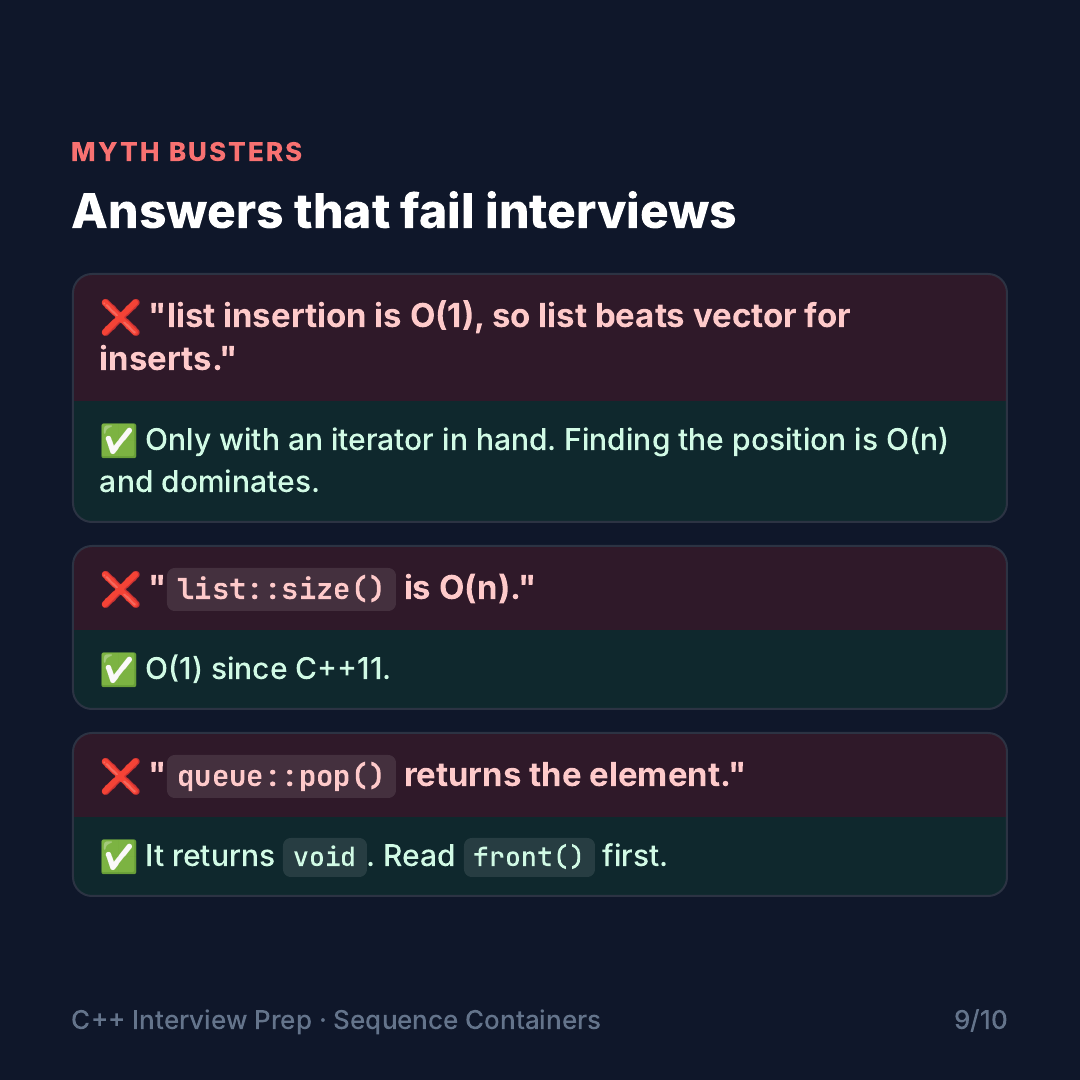 MYTH BUSTERS
Answers that fail interviews
❌ "list insertion is O(1), so list beats vector for
inserts."
✅ Only with an iterator in hand. Finding the position is O(n)
and dominates.
❌ "list::size() is O(n)."
✅ O(1) since C++11.
❌ "queue::pop() returns the element."
✅ It returns void. Read front() first.
C++ Interview Prep · Sequence Containers
9/10